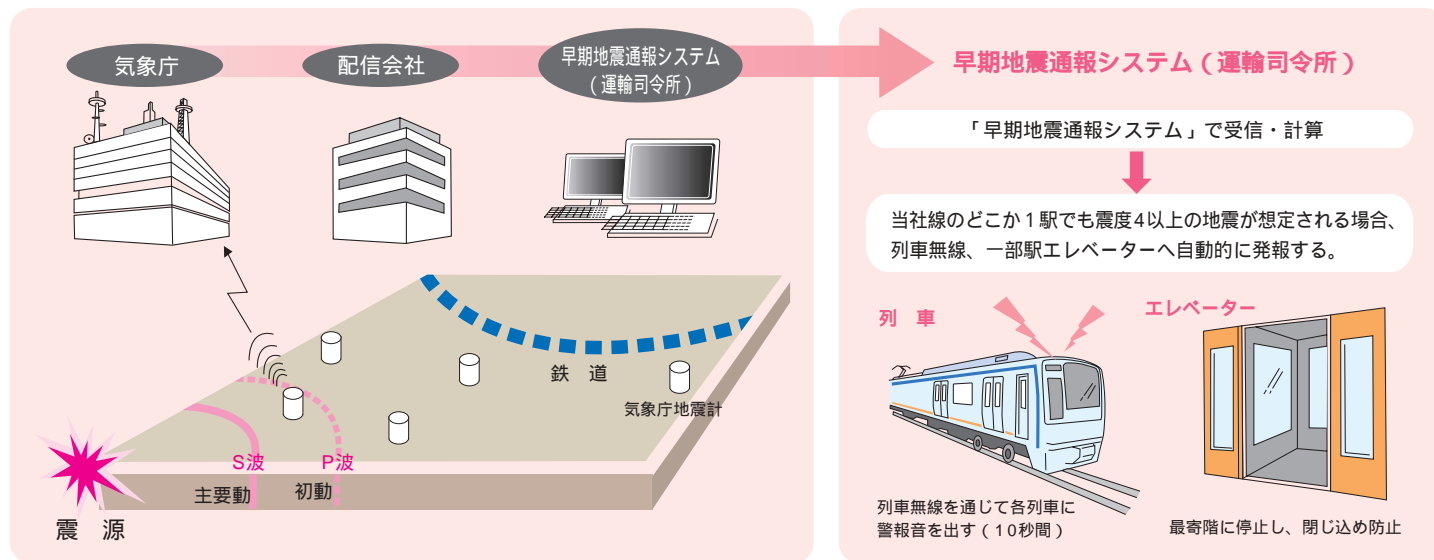 気象庁
配信会社
早期地震通報システム
（運輸司令所）
鉄 道
気象庁地震計
S波
P波
主要動
初動
震 源
早期地震通報システム（運輸司令所）
「早期地震通報システム」で受信・計算
当社線のどこか1駅でも震度4以上の地震が想定される場合、
列車無線、一部駅エレベーターへ自動的に発報する。
列 車
エレベーター
列車無線を通じて各列車に
警報音を出す（10秒間）
最寄階に停止し、閉じ込め防止